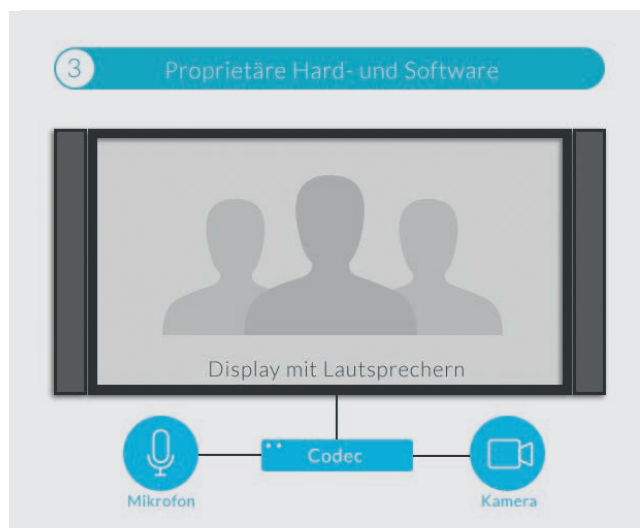 3 Proprietäre Hard- und Software
Display mit Lautsprechern
Codec
Mikrofon
Kamera